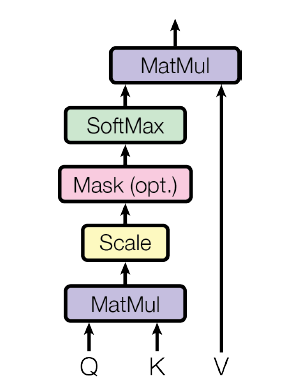 MatMul
SoftMax
Mask (opt.)
Scale
MatMul
Q K V